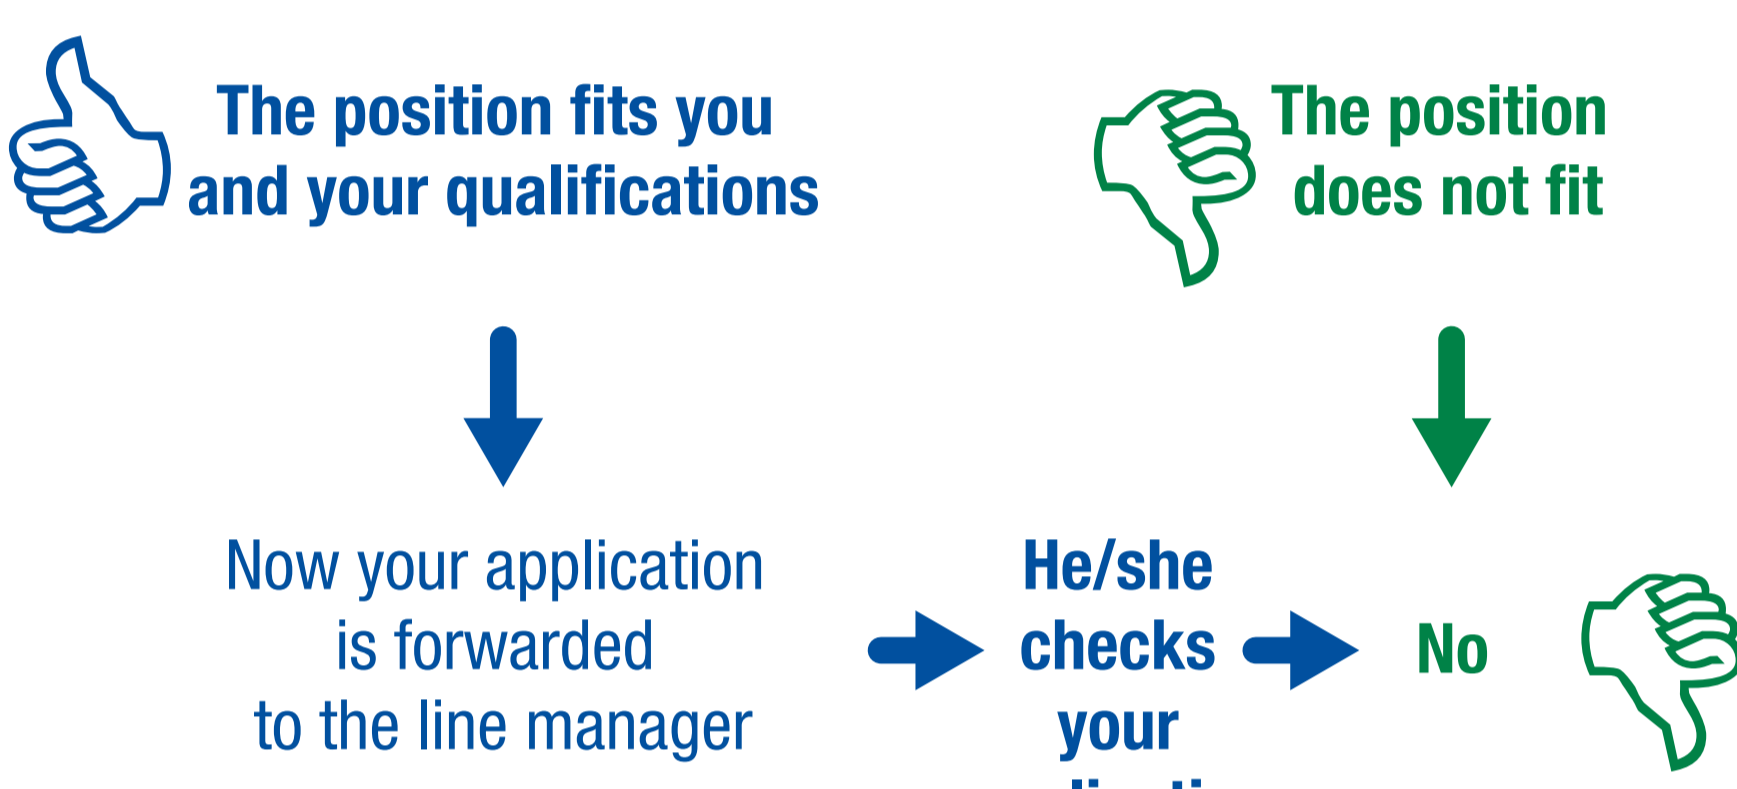 The position fits you
and your qualifications
The position
does not fit
Now your application
is forwarded
to the line manager
He/she
checks
your
No